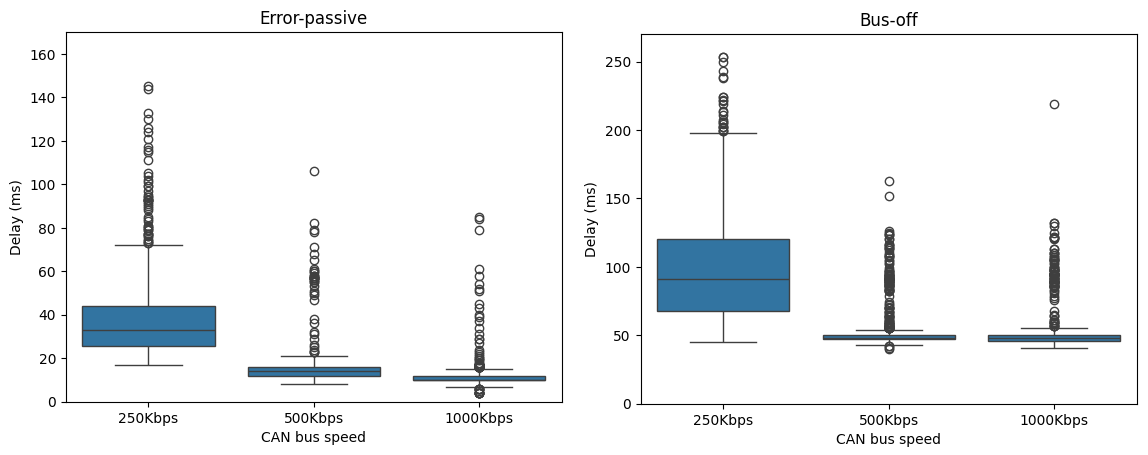 Error-passive
Delay (ms)
160
140
120
100
80
60
40
20
0
250Kbps 500Kbps 1000Kbps
CAN bus speed
Bus-off
Delay (ms)
250
200
150
100
50
0
250Kbps 500Kbps 1000Kbps
CAN bus speed